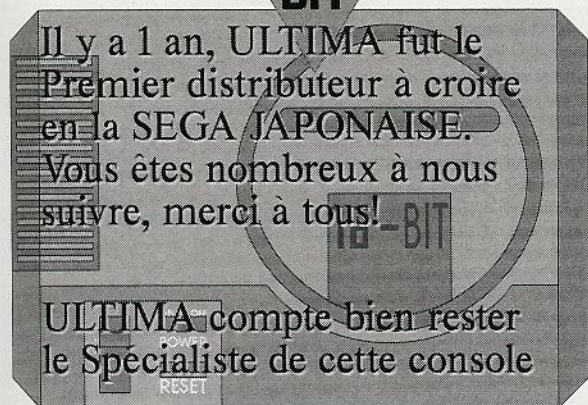 BIT
Il y a 1 an, ULTIMA fut le
Premier distributeur à croire
en la SEGA JAPONAISE.
Vous êtes nombreux à nous
suivre, merci à tous!
16-BIT
ULTIMA compte bien rester
POWER
le Spécialiste de cette console
RESET